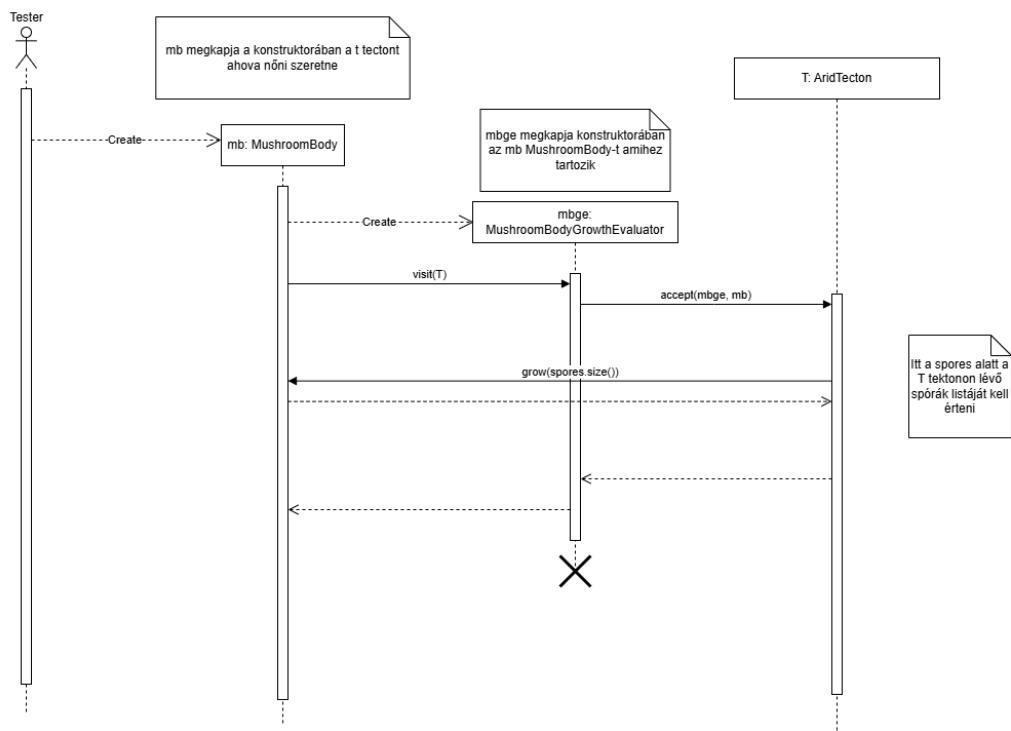 Tester
mb megkapja a konstruktorában a t tectont
ahova nőni szeretne
T: AridTecton
mbge megkapja konstruktorában
az mb MushroomBody-t amihez
tartozik
Create
mb: MushroomBody
Create
mbge:
MushroomBodyGrowthEvaluator
visit(T)
accept(mbge, mb)
Itt a spores alatt a
T tektonon lévő
spórák listáját kell
érteni
grow(spores.size())